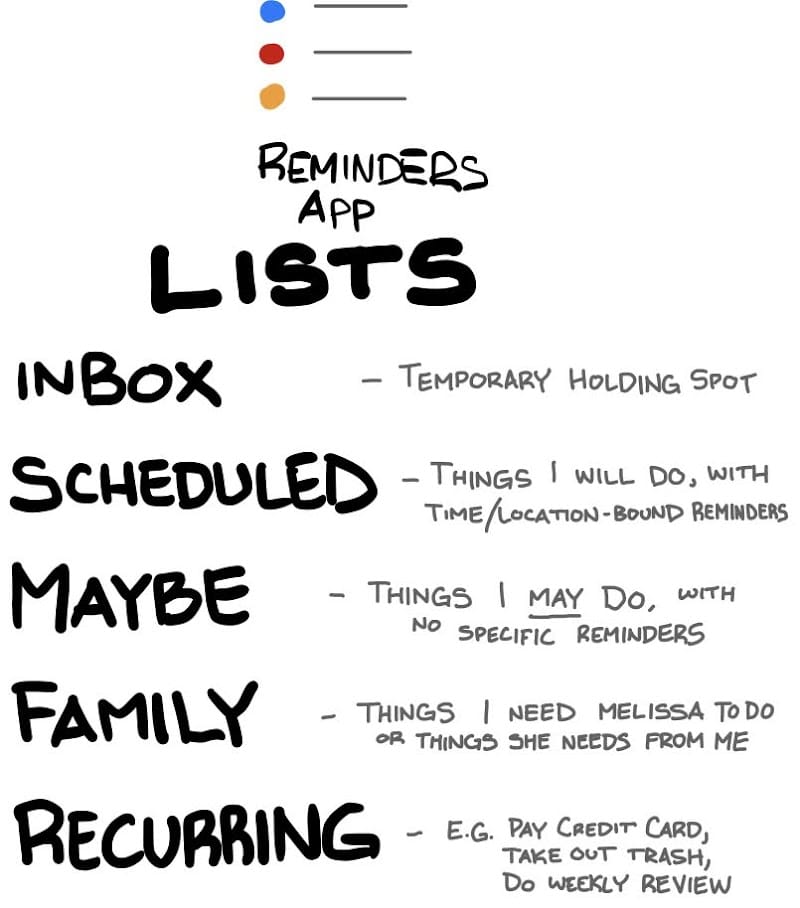 REMINDERS
APP
LISTS
INBOX - TEMPORARY HOLDING SPOT
SCHEDULED - THINGS I WILL DO, WITH
TIME/LOCATION-BOUND REMINDERS
MAYBE - THINGS I MAY DO, WITH
NO SPECIFIC REMINDERS
FAMILY - THINGS I NEED MELISSA TO DO
OR THINGS SHE NEEDS FROM ME
RECURRING - E.G. PAY CREDIT CARD,
TAKE OUT TRASH,
DO WEEKLY REVIEW